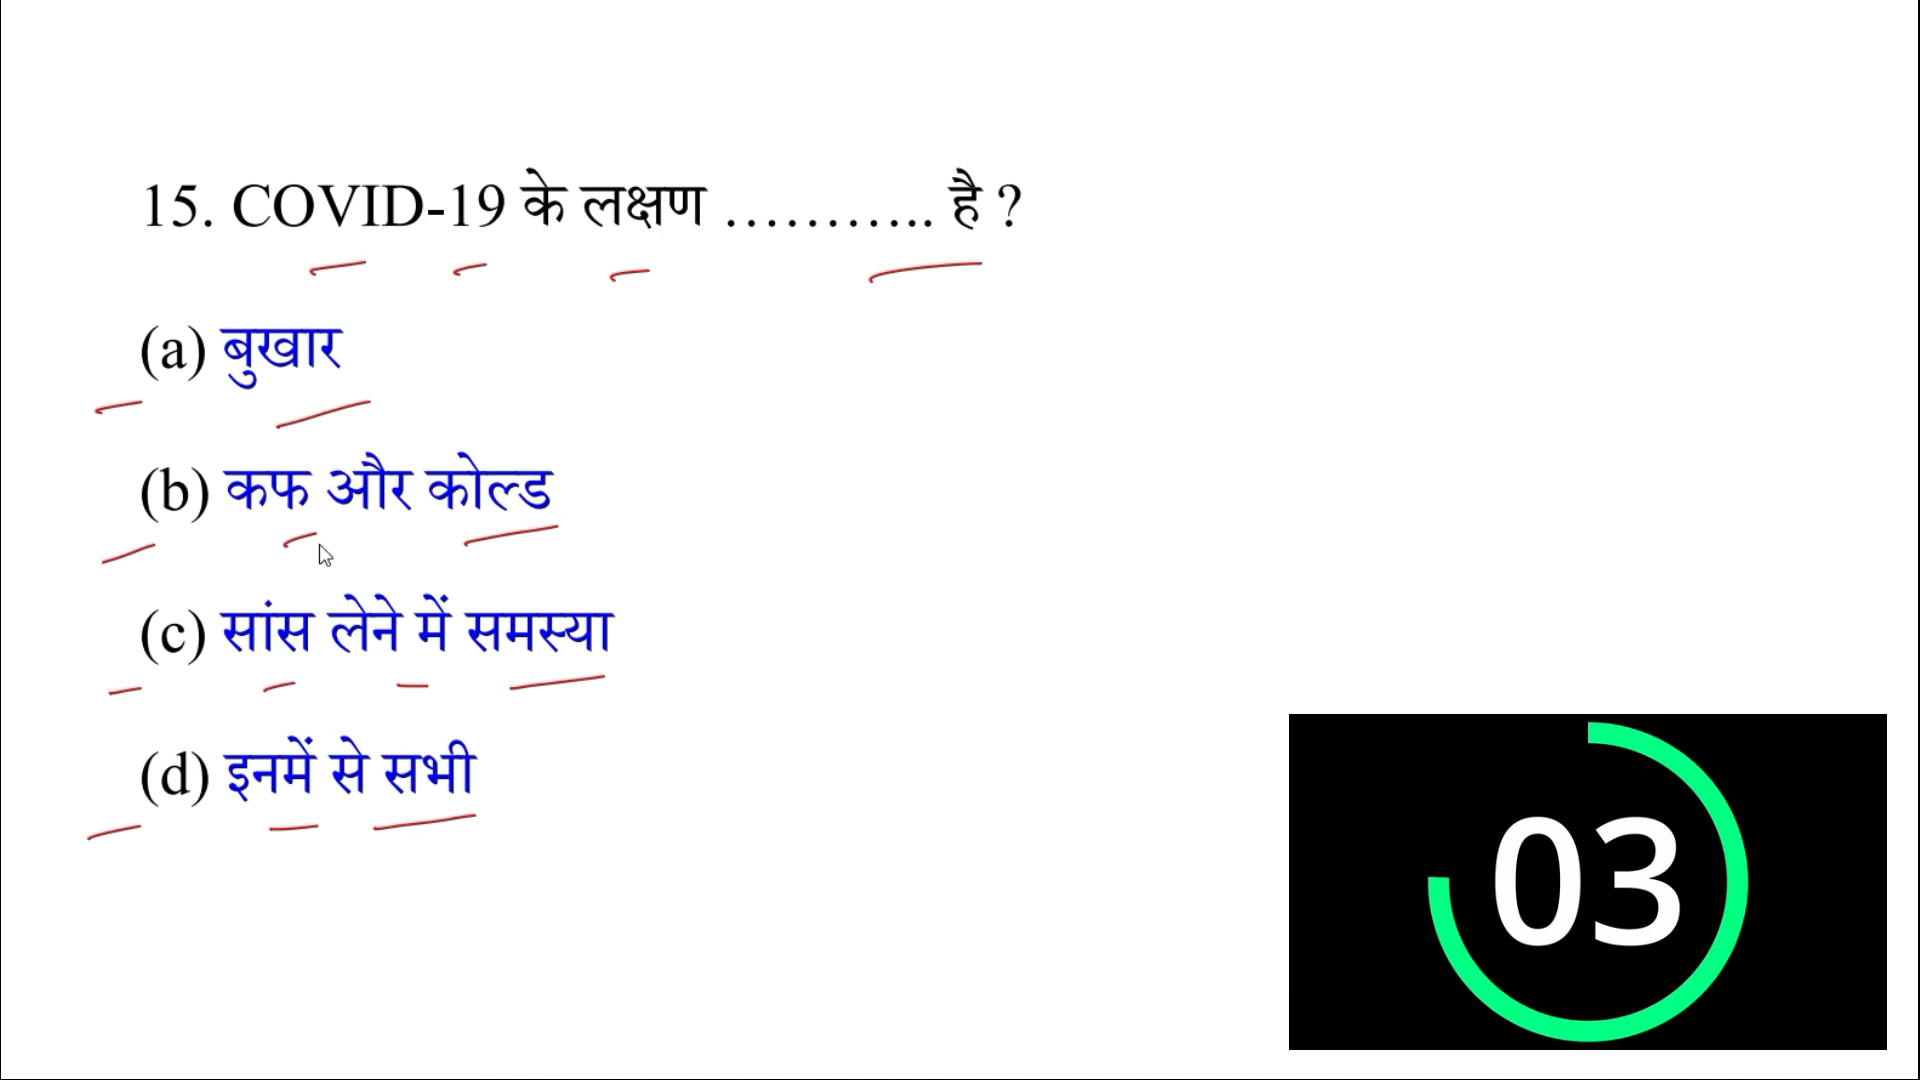 15. COVID-19 के लक्षण ……….. है ?
(a) बुखार
(b) कफ और कोल्ड
(c) सांस लेने में समस्या
(d) इनमें से सभी
03